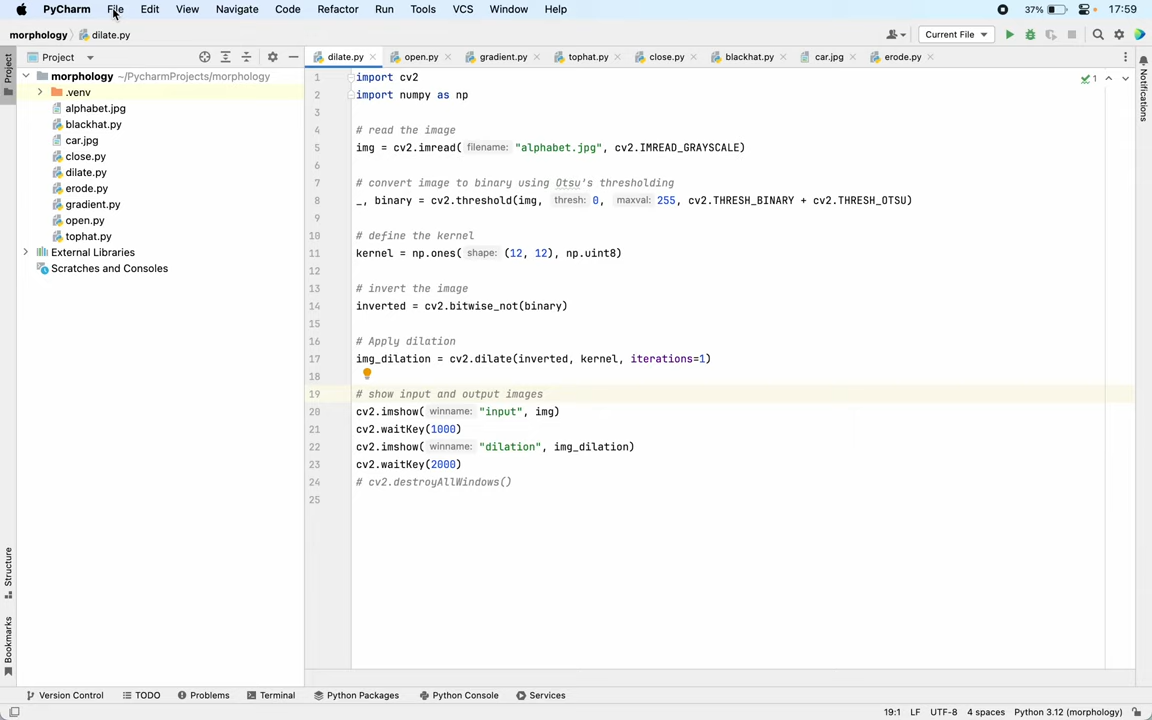 PyCharm File Edit View Navigate Code Refactor Run Tools VCS Window Help 37% 17:59
morphology dilate.py Current File
Project dilate.py open.py gradient.py tophat.py close.py blackhat.py car.jpg erode.py
Project
Notifications
morphology ~/PycharmProjects/morphology
.venv
alphabet.jpg
blackhat.py
car.jpg
close.py
dilate.py
erode.py
gradient.py
open.py
tophat.py
External Libraries
Scratches and Consoles
1 import cv2 1
2 import numpy as np
3
4 # read the image
5 img = cv2.imread( filename: "alphabet.jpg", cv2.IMREAD_GRAYSCALE)
6
7 # convert image to binary using Otsu's thresholding
8 _, binary = cv2.threshold(img, thresh: 0, maxval: 255, cv2.THRESH_BINARY + cv2.THRESH_OTSU)
9
10 # define the kernel
11 kernel = np.ones( shape: (12, 12), np.uint8)
12
13 # invert the image
14 inverted = cv2.bitwise_not(binary)
15
16 # Apply dilation
17 img_dilation = cv2.dilate(inverted, kernel, iterations=1)
18
19 # show input and output images
20 cv2.imshow( winname: "input", img)
21 cv2.waitKey(1000)
22 cv2.imshow( winname: "dilation", img_dilation)
23 cv2.waitKey(2000)
24 # cv2.destroyAllWindows()
25
Structure
Bookmarks
Version Control TODO Problems Terminal Python Packages Python Console Services
19:1 LF UTF-8 4 spaces Python 3.12 (morphology)